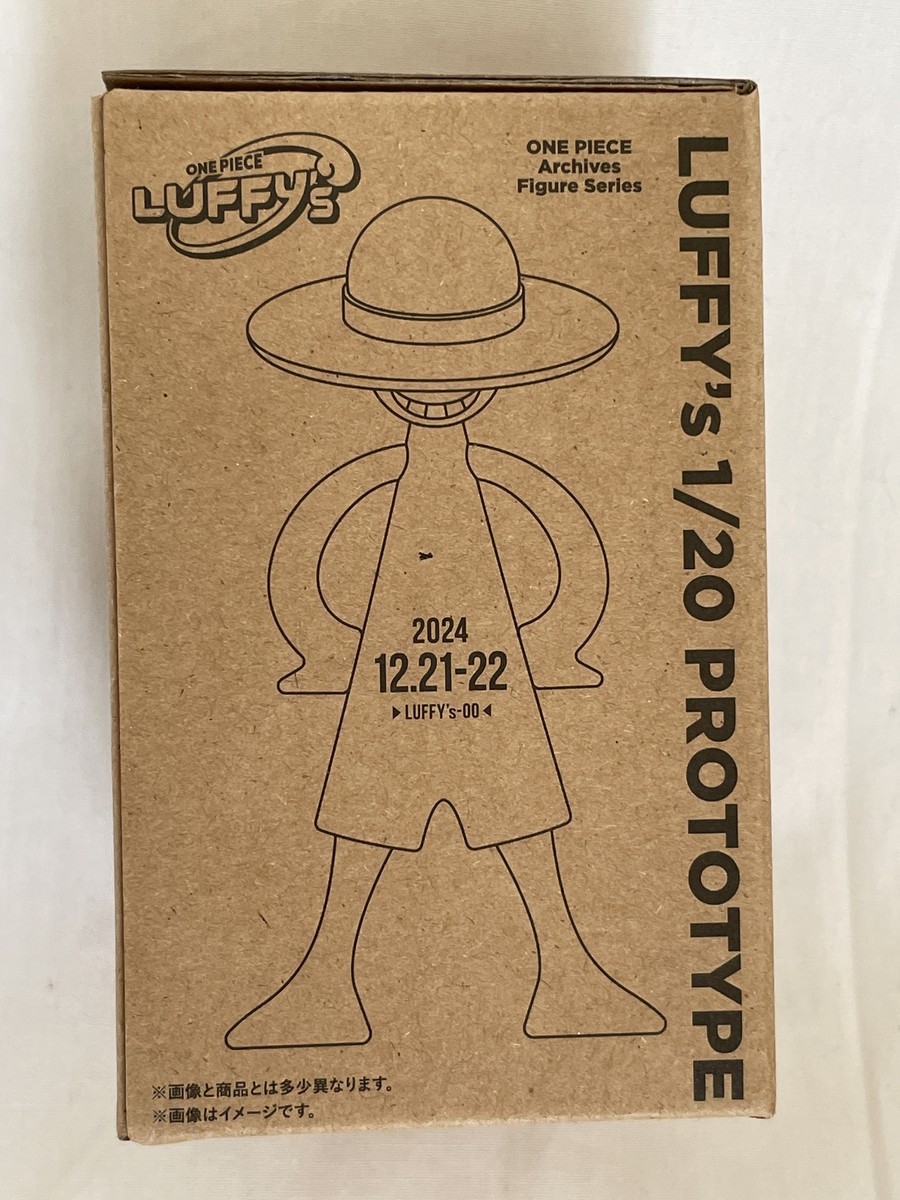 ONE PIECE
LUFFY's
ONE PIECE
Archives
Figure Series
LUFFY's 1/20 PROTOTYPE
2024
12.21-22
▶LUFFY's-00◀
※画像と商品とは多少異なります。
※画像はイメージです。